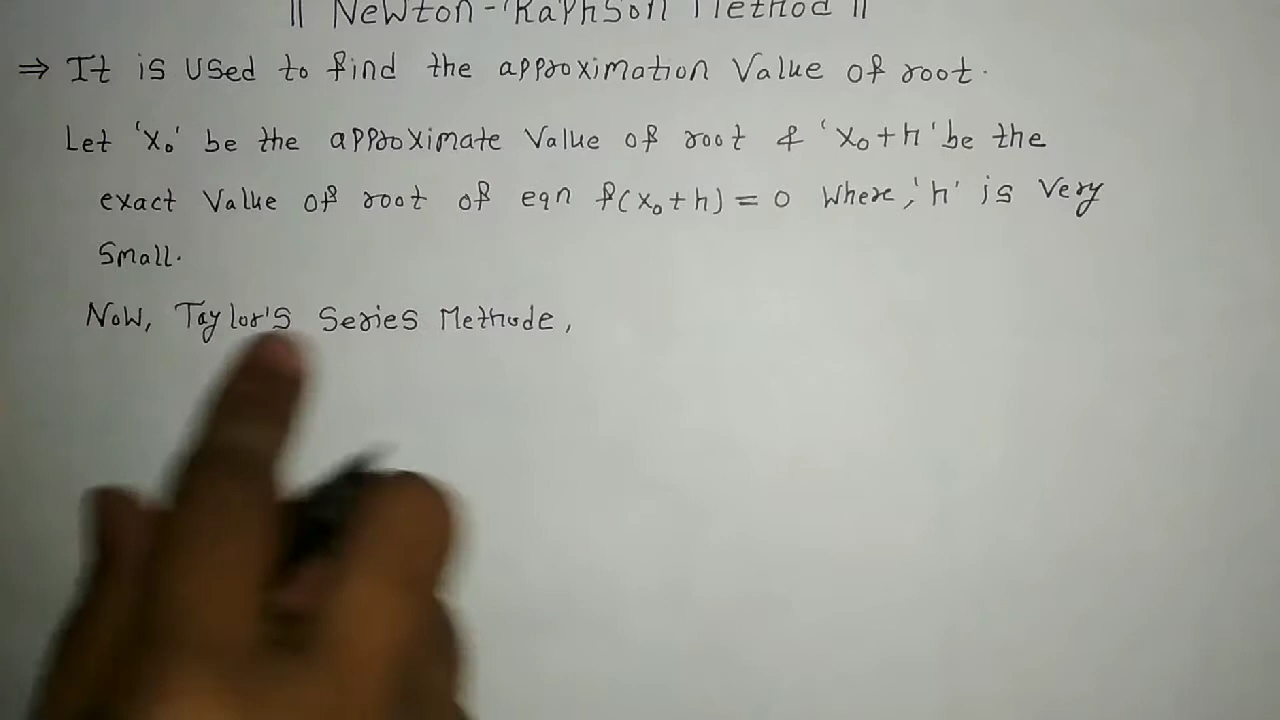 || Newton-Raphson Method ||
⇒ It is used to find the approximation Value of root.
Let 'x₀' be the approximate Value of root & 'x₀+h' be the
exact Value of root of eqn f(x₀+h) = 0 Where, 'h' is Very
Small.
Now, Taylor's Series Methode,